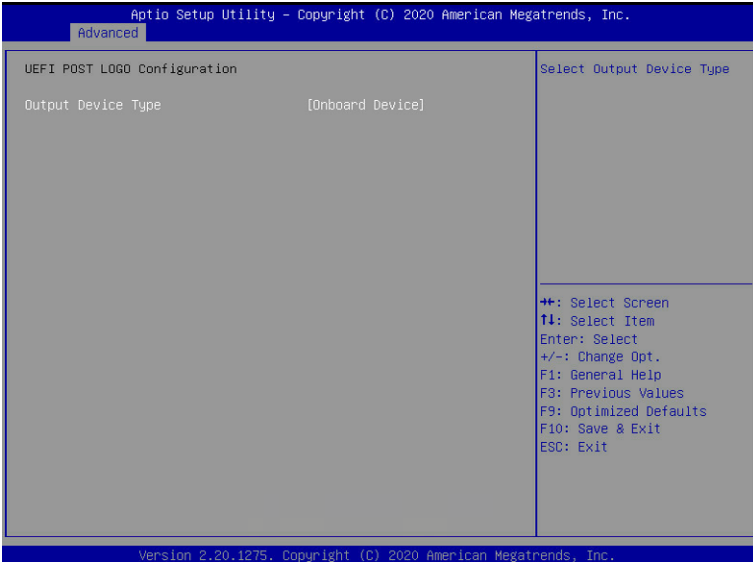 Aptio Setup Utility – Copyright (C) 2020 American Megatrends, Inc.
Advanced
UEFI POST LOGO Configuration
Output Device Type [Onboard Device]
Select Output Device Type
→←: Select Screen
↑↓: Select Item
Enter: Select
+/-: Change Opt.
F1: General Help
F3: Previous Values
F9: Optimized Defaults
F10: Save & Exit
ESC: Exit
Version 2.20.1275. Copyright (C) 2020 American Megatrends, Inc.